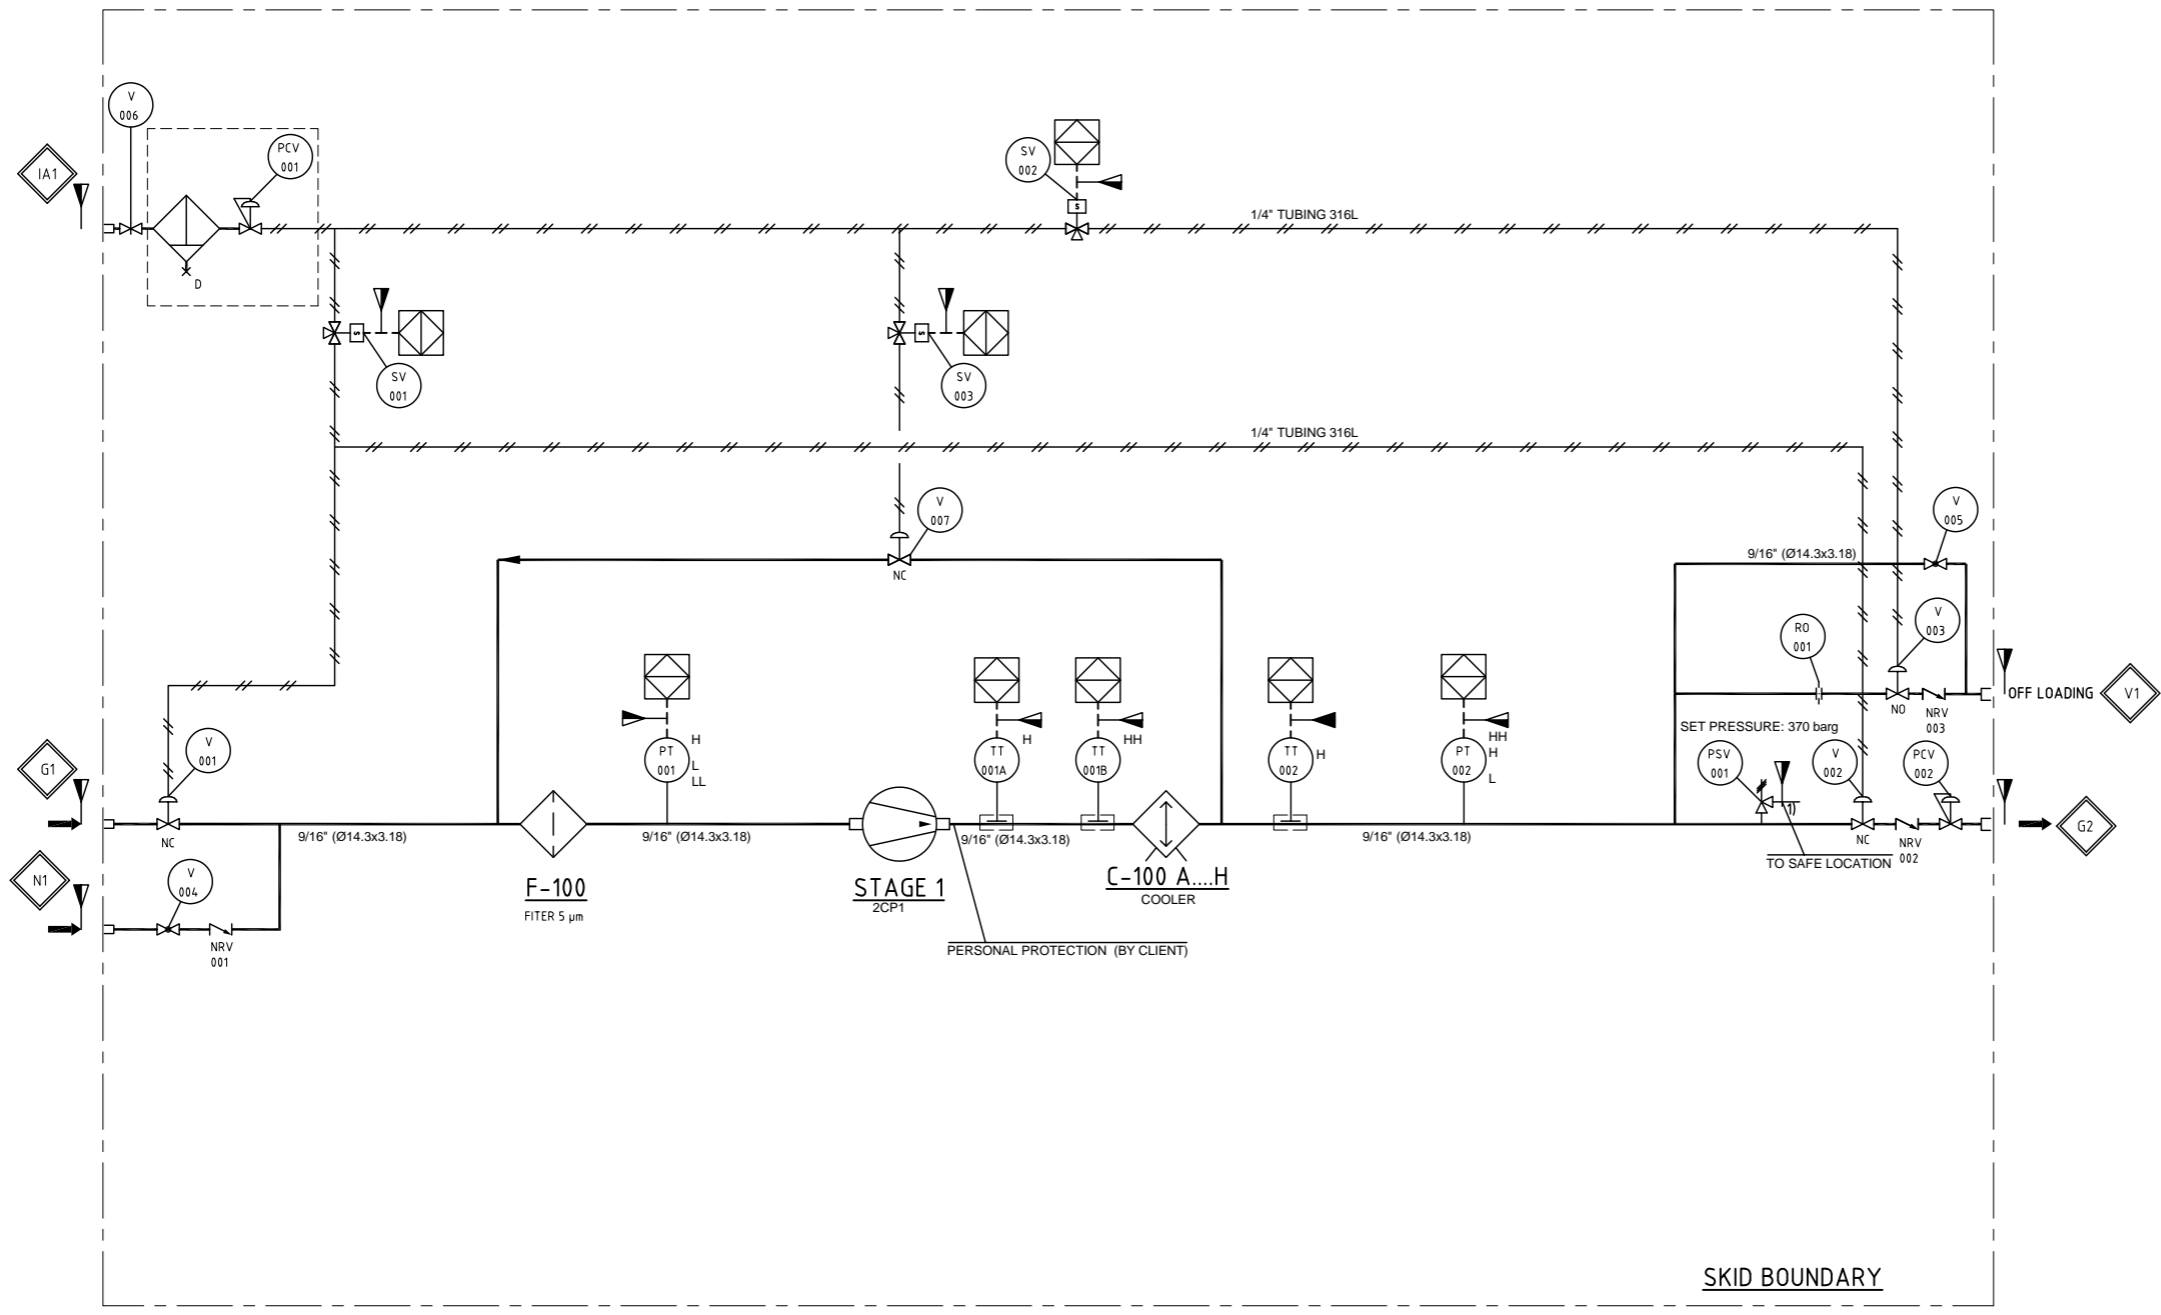 V
006
PCV
001
IA1
D
SV
002
1/4" TUBING 316L
S
S
SV
001
S
SV
003
1/4" TUBING 316L
V
007
NC
V
005
9/16" (Ø14.3x3.18)
V
003
RO
001
NO
NRV
003
OFF LOADING
V1
G1
V
001
NC
9/16" (Ø14.3x3.18)
N1
V
004
NRV
001
F-100
FITER 5 µm
PT
001
H
L
LL
9/16" (Ø14.3x3.18)
STAGE 1
2CP1
TT
001A
H
TT
001B
HH
9/16" (Ø14.3x3.18)
C-100 A....H
COOLER
PERSONAL PROTECTION (BY CLIENT)
TT
002
H
PT
002
HH
H
L
9/16" (Ø14.3x3.18)
SET PRESSURE: 370 barg
PSV
001
1)
TO SAFE LOCATION
V
002
NC
PCV
002
NRV
002
G2
SKID BOUNDARY